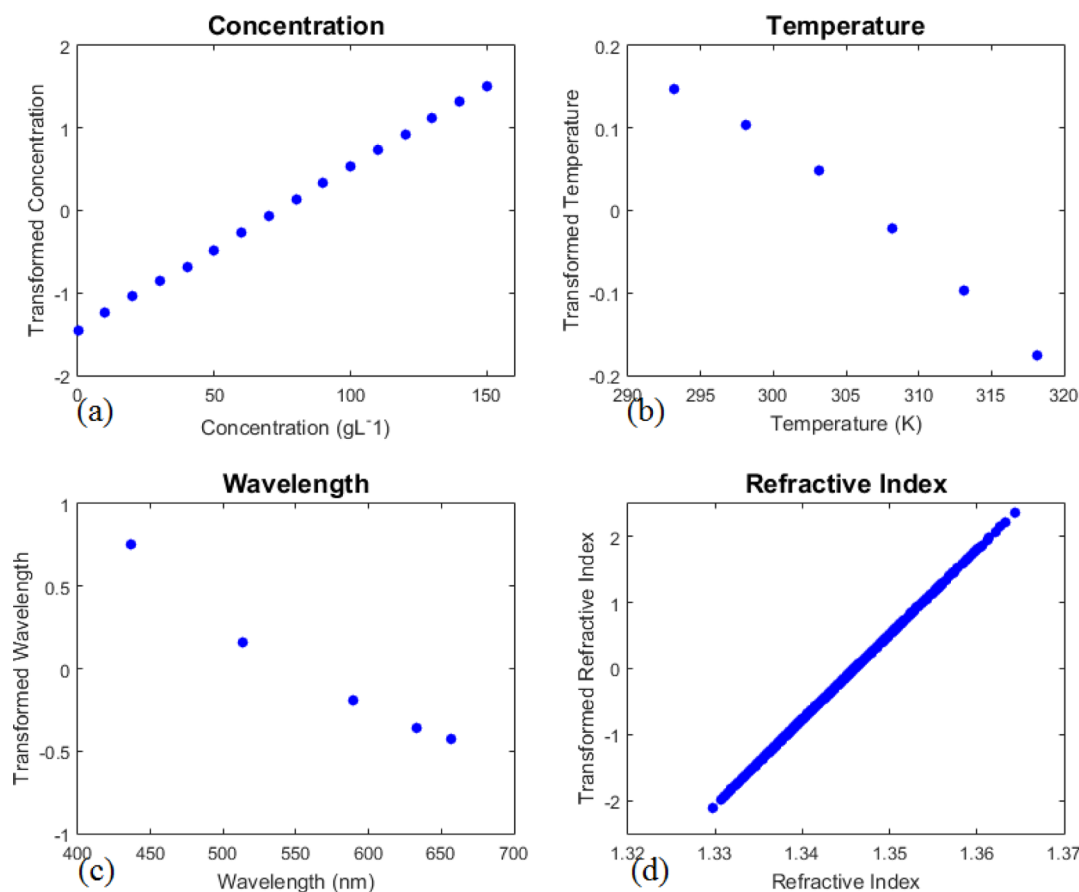 Concentration
Transformed Concentration
2
1
0
-1
-2
0
50
100
150
(a)
Concentration (gL-1)
Temperature
Transformed Temperature
0.2
0.1
0
-0.1
-0.2
290
295
300
305
310
315
320
(b)
Temperature (K)
Wavelength
Transformed Wavelength
1
0.5
0
-0.5
-1
400
450
500
550
600
650
700
(c)
Wavelength (nm)
Refractive Index
Transformed Refractive Index
2
1
0
-1
-2
1.32
1.33
1.34
1.35
1.36
1.37
(d)
Refractive Index